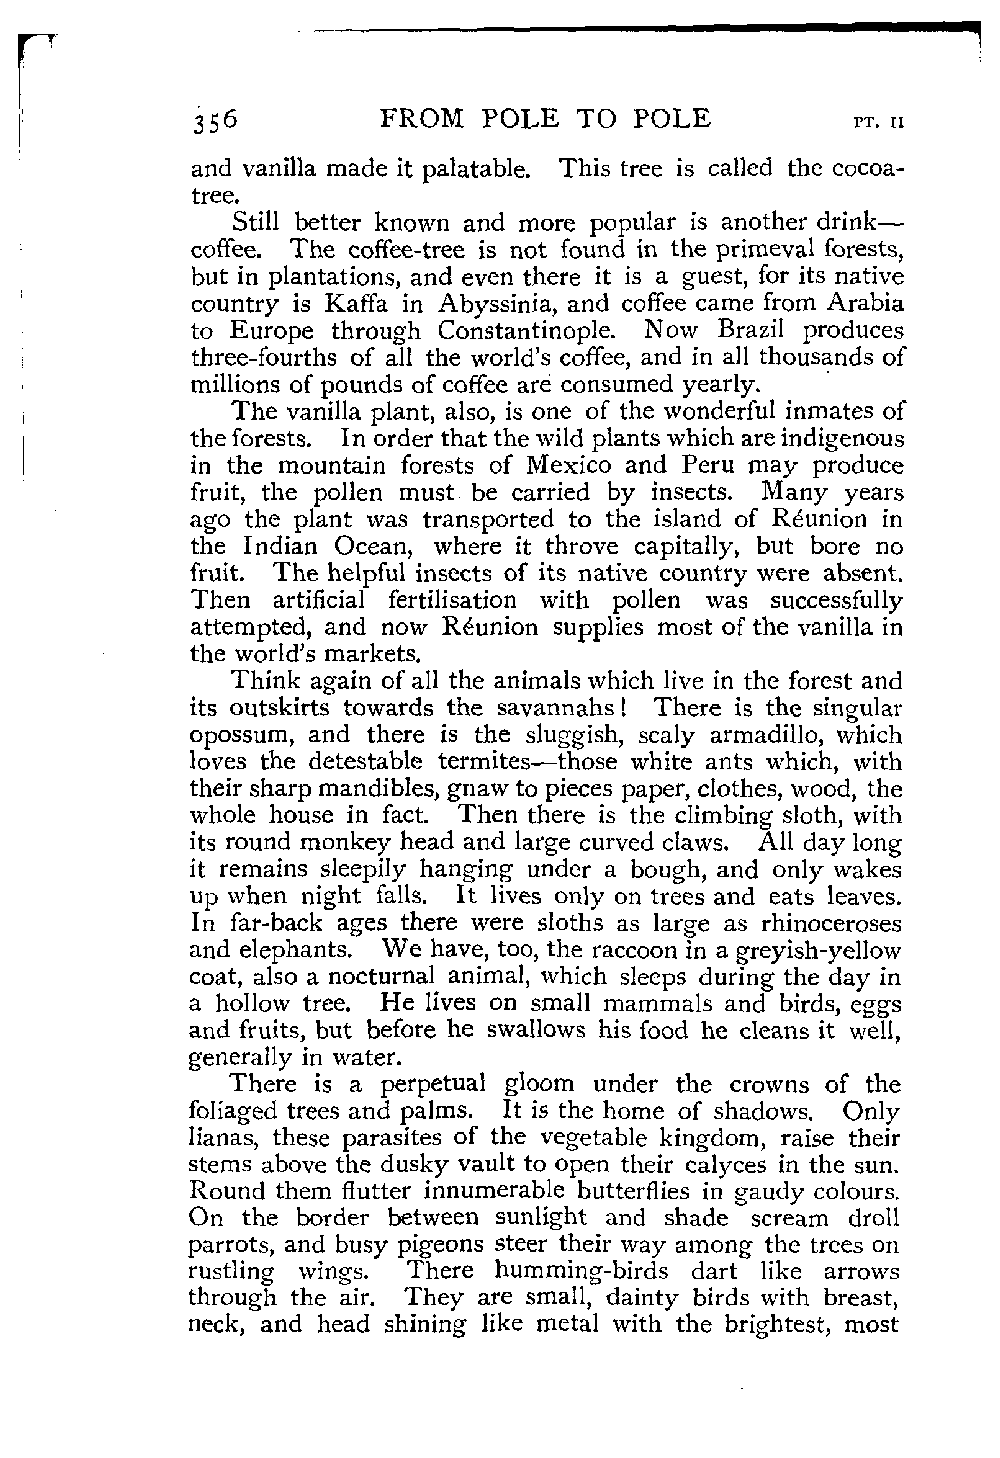 356 FROM POLE TO POLE PT. II
and vanilla made it palatable. This tree is called the cocoa-
tree.
Still better known and more popular is another drink—
coffee. The coffee-tree is not found in the primeval forests,
but in plantations, and even there it is a guest, for its native
country is Kaffa in Abyssinia, and coffee came from Arabia
to Europe through Constantinople. Now Brazil produces
three-fourths of all the world's coffee, and in all thousands of
millions of pounds of coffee are consumed yearly.
The vanilla plant, also, is one of the wonderful inmates of
the forests. In order that the wild plants which are indigenous
in the mountain forests of Mexico and Peru may produce
fruit, the pollen must be carried by insects. Many years
ago the plant was transported to the island of Réunion in
the Indian Ocean, where it throve capitally, but bore no
fruit. The helpful insects of its native country were absent.
Then artificial fertilisation with pollen was successfully
attempted, and now Réunion supplies most of the vanilla in
the world's markets.
Think again of all the animals which live in the forest and
its outskirts towards the savannahs! There is the singular
opossum, and there is the sluggish, scaly armadillo, which
loves the detestable termites—those white ants which, with
their sharp mandibles, gnaw to pieces paper, clothes, wood, the
whole house in fact. Then there is the climbing sloth, with
its round monkey head and large curved claws. All day long
it remains sleepily hanging under a bough, and only wakes
up when night falls. It lives only on trees and eats leaves.
In far-back ages there were sloths as large as rhinoceroses
and elephants. We have, too, the raccoon in a greyish-yellow
coat, also a nocturnal animal, which sleeps during the day in
a hollow tree. He lives on small mammals and birds, eggs
and fruits, but before he swallows his food he cleans it well,
generally in water.
There is a perpetual gloom under the crowns of the
foliaged trees and palms. It is the home of shadows. Only
lianas, these parasites of the vegetable kingdom, raise their
stems above the dusky vault to open their calyces in the sun.
Round them flutter innumerable butterflies in gaudy colours.
On the border between sunlight and shade scream droll
parrots, and busy pigeons steer their way among the trees on
rustling wings. There humming-birds dart like arrows
through the air. They are small, dainty birds with breast,
neck, and head shining like metal with the brightest, most